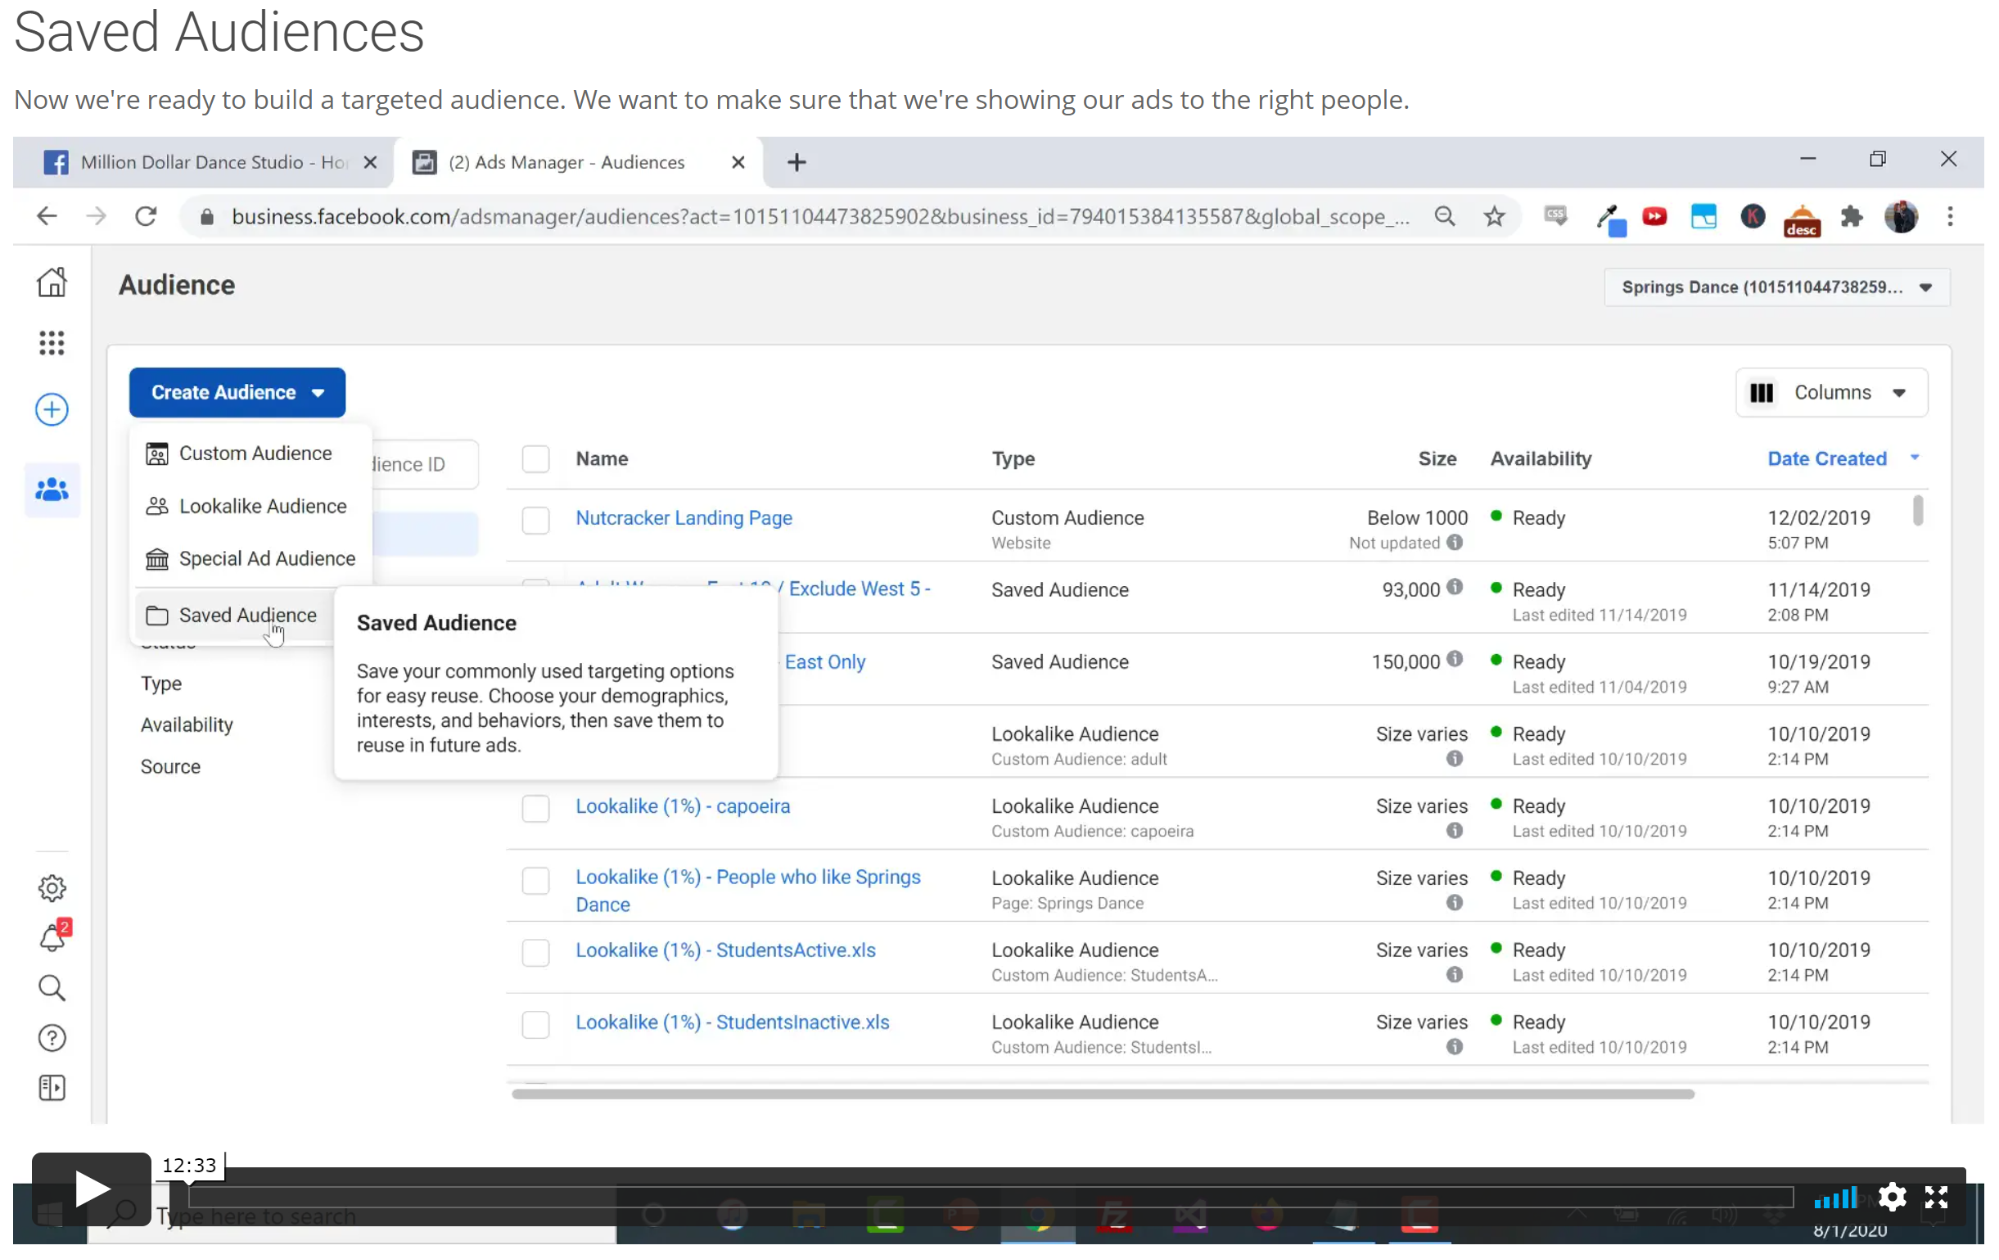 Saved Audiences
Now we're ready to build a targeted audience. We want to make sure that we're showing our ads to the right people.
Million Dollar Dance Studio - Ho
(2) Ads Manager - Audiences
business.facebook.com/adsmanager/audiences?act=10151104473825902&business_id=794015384135587&global_scope_...
CSS
K
desc
Audience
Springs Dance (101511044738259...
Create Audience
Columns
Custom Audience
Lookalike Audience
Special Ad Audience
Saved Audience
dience ID
Status
Type
Availability
Source
Saved Audience
Save your commonly used targeting options
for easy reuse. Choose your demographics,
interests, and behaviors, then save them to
reuse in future ads.
Name Type Size Availability Date Created
Nutcracker Landing Page Custom Audience Below 1000 Ready 12/02/2019
Website Not updated 5:07 PM
/ Exclude West 5 - Saved Audience 93,000 Ready 11/14/2019
Last edited 11/14/2019 2:08 PM
- East Only Saved Audience 150,000 Ready 10/19/2019
Last edited 11/04/2019 9:27 AM
Lookalike Audience Size varies Ready 10/10/2019
Custom Audience: adult Last edited 10/10/2019 2:14 PM
Lookalike (1%) - capoeira Lookalike Audience Size varies Ready 10/10/2019
Custom Audience: capoeira Last edited 10/10/2019 2:14 PM
Lookalike (1%) - People who like Springs Lookalike Audience Size varies Ready 10/10/2019
Dance Page: Springs Dance Last edited 10/10/2019 2:14 PM
Lookalike (1%) - StudentsActive.xls Lookalike Audience Size varies Ready 10/10/2019
Custom Audience: StudentsA... Last edited 10/10/2019 2:14 PM
Lookalike (1%) - StudentsInactive.xls Lookalike Audience Size varies Ready 10/10/2019
Custom Audience: StudentsI... Last edited 10/10/2019 2:14 PM
2
12:33
Type here to search
8/1/2020